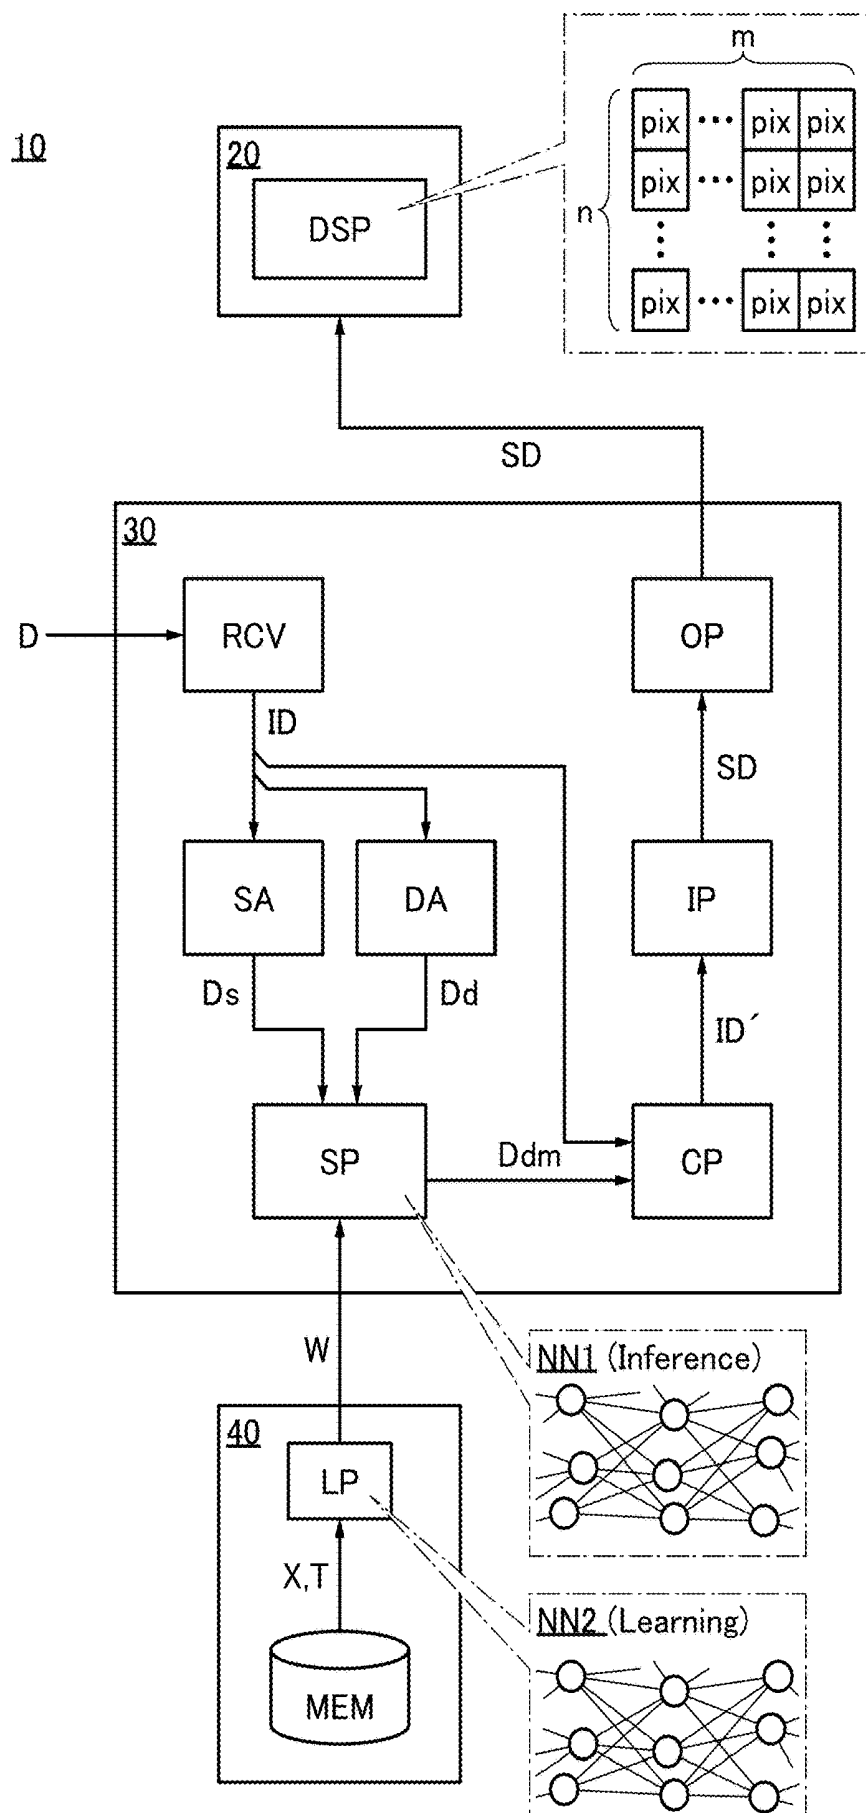 10
20
DSP
m
n
pix ••• pix pix
pix ••• pix pix
pix ••• pix pix
SD
30
D
RCV
OP
ID
SD
SA
DA
IP
Ds
Dd
ID´
SP
Ddm
CP
W
NN1 (Inference)
40
LP
X,T
NN2 (Learning)
MEM